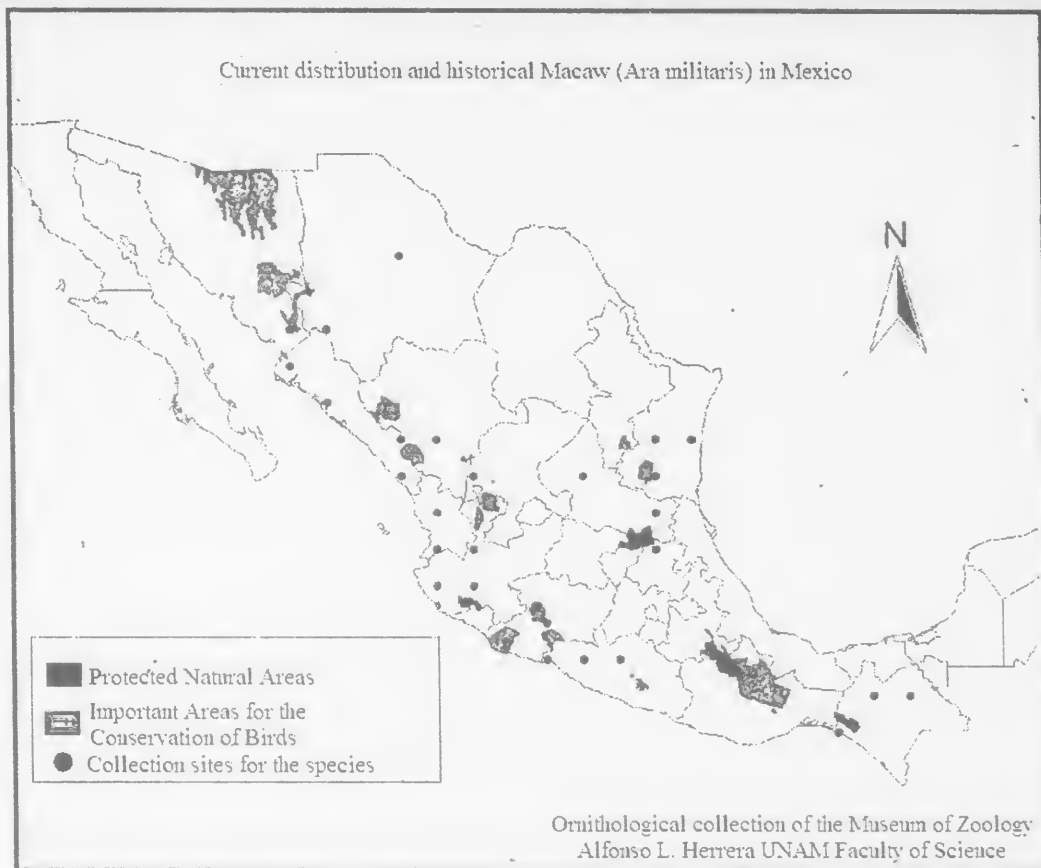 Current distribution and historical Macaw (Ara militaris) in Mexico
N
Protected Natural Areas
Important Areas for the
Conservation of Birds
Collection sites for the species
Ornithological collection of the Museum of Zoology
Alfonso L. Herrera UNAM Faculty of Science